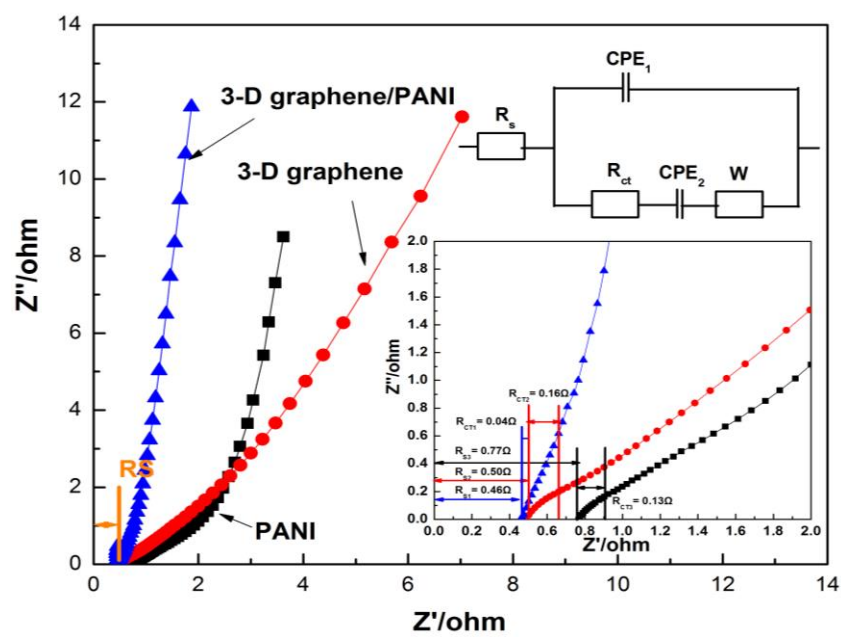 14
12
10
8
6
4
2
0
Z''/ohm
0 2 4 6 8 10 12 14
Z'/ohm
3-D graphene/PANI
3-D graphene
PANI
RS
CPE1
Rs
Rct
CPE2
W
2.0
1.8
1.6
1.4
1.2
1.0
0.8
0.6
0.4
0.2
0.0
Z''/ohm
0.0 0.2 0.4 0.6 0.8 1.0 1.2 1.4 1.6 1.8 2.0
Z'/ohm
RCT2= 0.16Ω
RCT1= 0.04Ω
RS3= 0.77Ω
RS2= 0.50Ω
RS1= 0.46Ω
RCT3= 0.13Ω